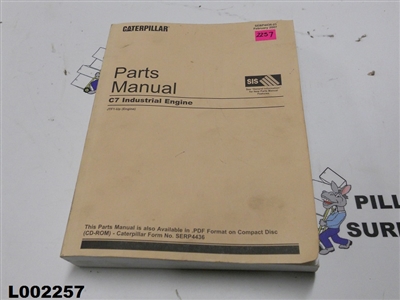 CATERPILLAR
2257
Parts
Manual
SIS
C7 Industrial Engine
This Parts Manual is also Available in .PDF Format on Compact Disc
(CD-ROM) - Caterpillar Form No. SERP4436
PILL
SURP
L002257